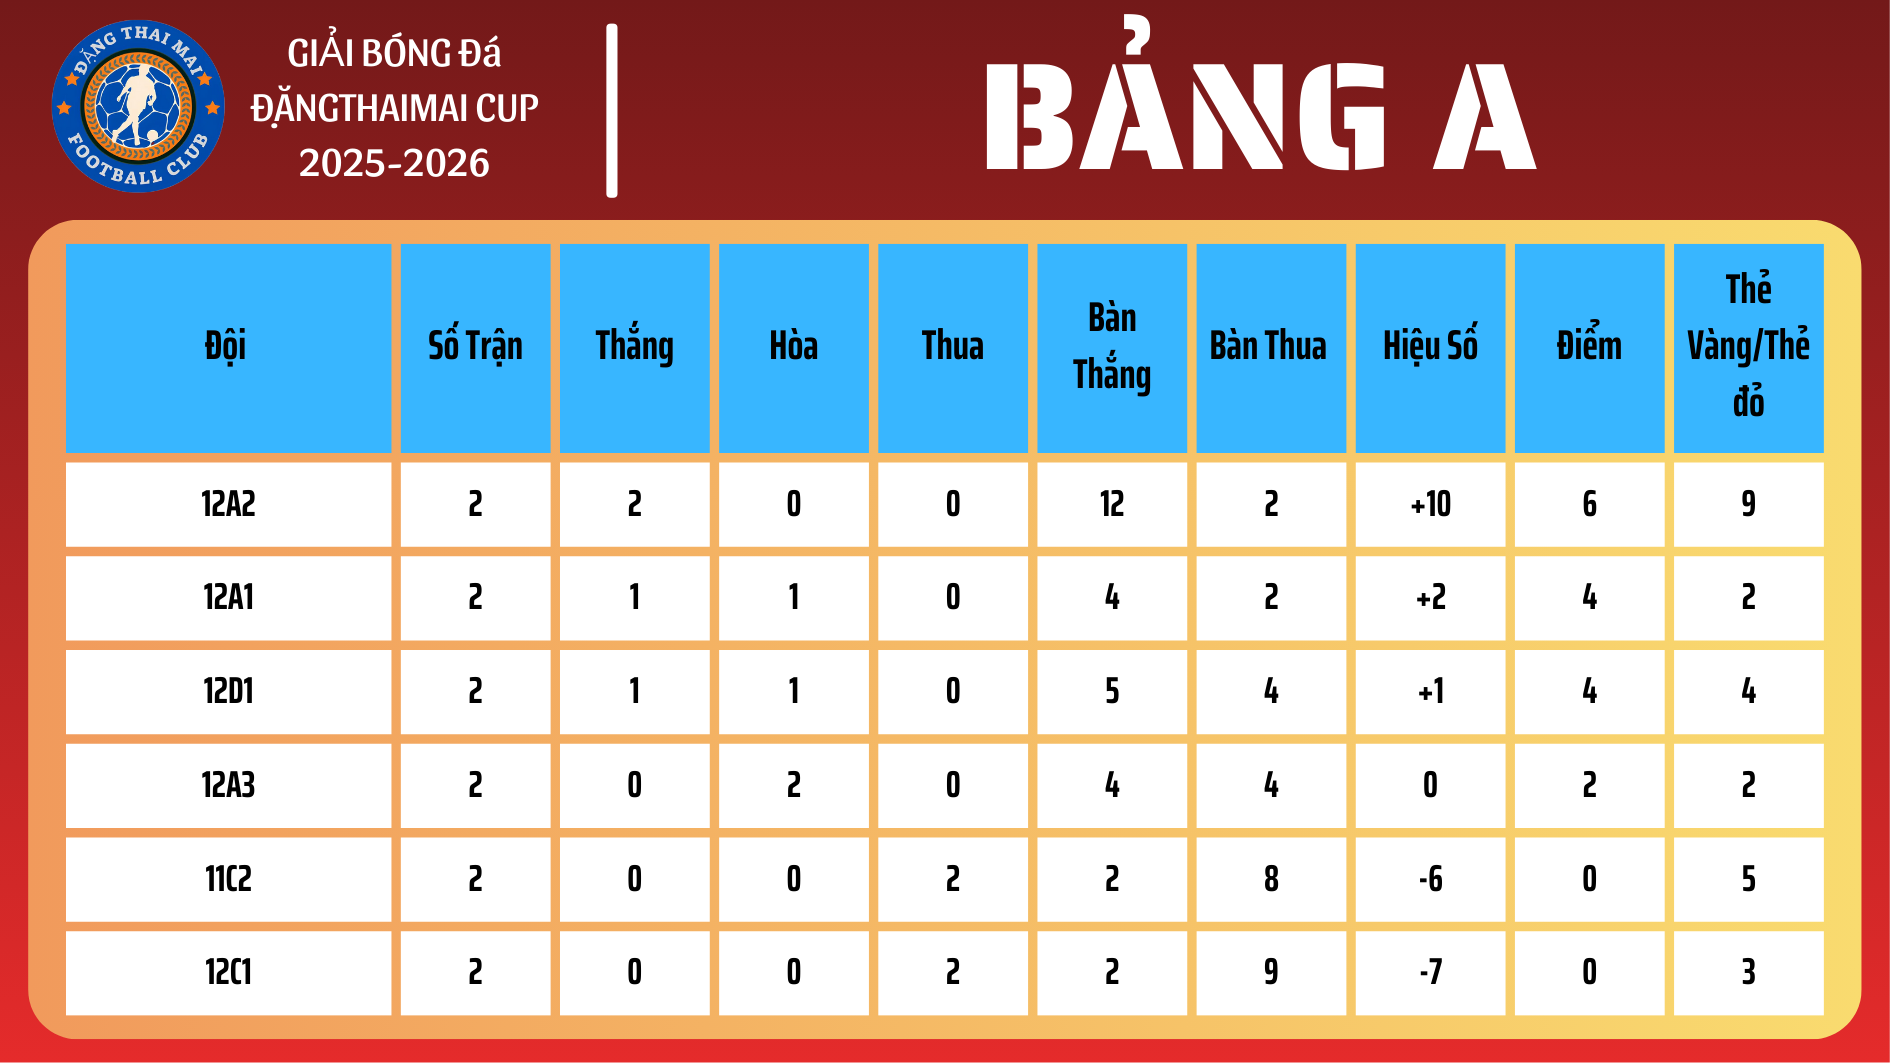 ĐẶNG THAI MAI
FOOTBALL CLUB
GIẢI BÓNG Đá
ĐẶNGTHAIMAI CUP
2025-2026
BẢNG A
Đội Số Trận Thắng Hòa Thua Bàn Thắng Bàn Thua Hiệu Số Điểm Thẻ Vàng/Thẻ đỏ
12A2 2 2 0 0 12 2 +10 6 9
12A1 2 1 1 0 4 2 +2 4 2
12D1 2 1 1 0 5 4 +1 4 4
12A3 2 0 2 0 4 4 0 2 2
11C2 2 0 0 2 2 8 -6 0 5
12C1 2 0 0 2 2 9 -7 0 3